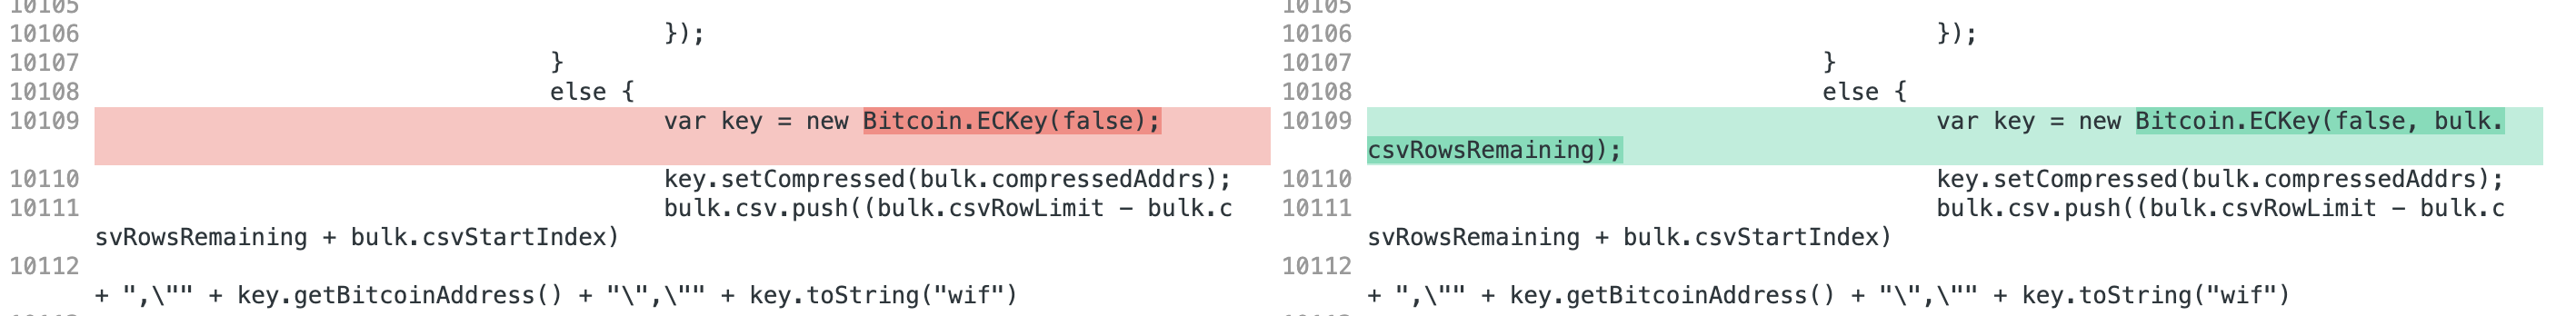 10105
10106 });
10107 }
10108 else {
10109 var key = new Bitcoin.ECKey(false);
10110 key.setCompressed(bulk.compressedAddrs);
10111 bulk.csv.push((bulk.csvRowLimit - bulk.c
svRowsRemaining + bulk.csvStartIndex)
10112
+ ",\"" + key.getBitcoinAddress() + "\",\"" + key.toString("wif")
10105
10106 });
10107 }
10108 else {
10109 var key = new Bitcoin.ECKey(false, bulk.
csvRowsRemaining);
10110 key.setCompressed(bulk.compressedAddrs);
10111 bulk.csv.push((bulk.csvRowLimit - bulk.c
svRowsRemaining + bulk.csvStartIndex)
10112
+ ",\"" + key.getBitcoinAddress() + "\",\"" + key.toString("wif")